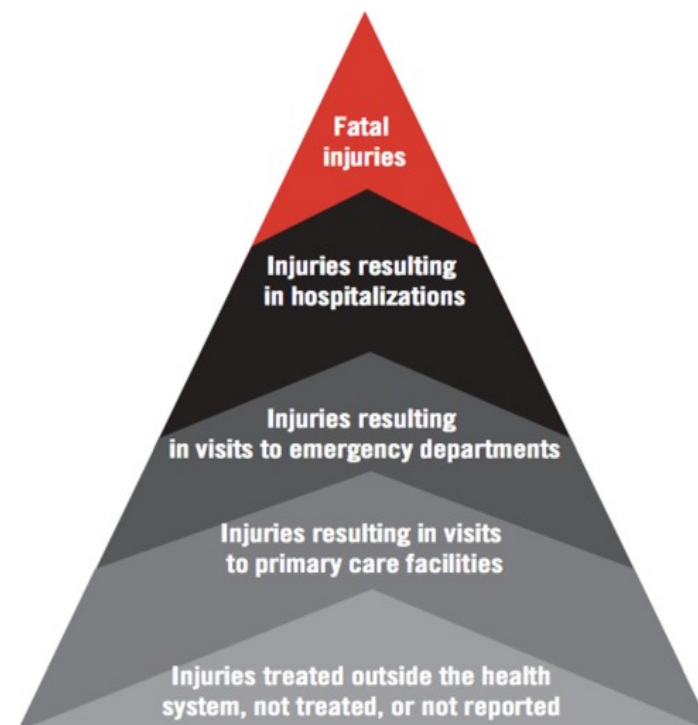 Fatal
injuries
Injuries resulting
in hospitalizations
Injuries resulting
in visits to emergency departments
Injuries resulting in visits
to primary care facilities
Injuries treated outside the health
system, not treated, or not reported